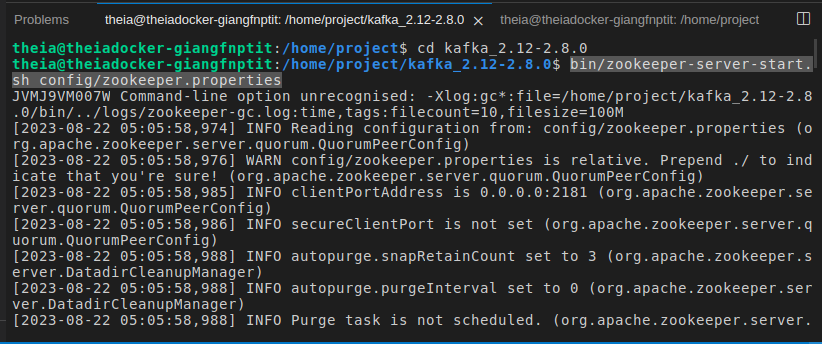 theia@theiadocker-giangfnptit: /home/project/kafka_2.12-2.8.0 ×   theia@theiadocker-giangfnptit: /home/project
theia@theiadocker-giangfnptit:/home/project$ cd kafka_2.12-2.8.0
theia@theiadocker-giangfnptit:/home/project/kafka_2.12-2.8.0$ bin/zookeeper-server-start.
sh config/zookeeper.properties
JVMJ9VM007W Command-line option unrecognised: -Xlog:gc*:file=/home/project/kafka_2.12-2.8
.0/bin/../logs/zookeeper-gc.log:time,tags:filecount=10,filesize=100M
[2023-08-22 05:05:58,974] INFO Reading configuration from: config/zookeeper.properties (o
rg.apache.zookeeper.server.quorum.QuorumPeerConfig)
[2023-08-22 05:05:58,976] WARN config/zookeeper.properties is relative. Prepend ./ to ind
icate that you're sure! (org.apache.zookeeper.server.quorum.QuorumPeerConfig)
[2023-08-22 05:05:58,985] INFO clientPortAddress is 0.0.0.0:2181 (org.apache.zookeeper.se
rver.quorum.QuorumPeerConfig)
[2023-08-22 05:05:58,986] INFO secureClientPort is not set (org.apache.zookeeper.server.q
uorum.QuorumPeerConfig)
[2023-08-22 05:05:58,988] INFO autopurge.snapRetainCount set to 3 (org.apache.zookeeper.s
erver.DatadirCleanupManager)
[2023-08-22 05:05:58,988] INFO autopurge.purgeInterval set to 0 (org.apache.zookeeper.ser
ver.DatadirCleanupManager)
[2023-08-22 05:05:58,988] INFO Purge task is not scheduled. (org.apache.zookeeper.server.